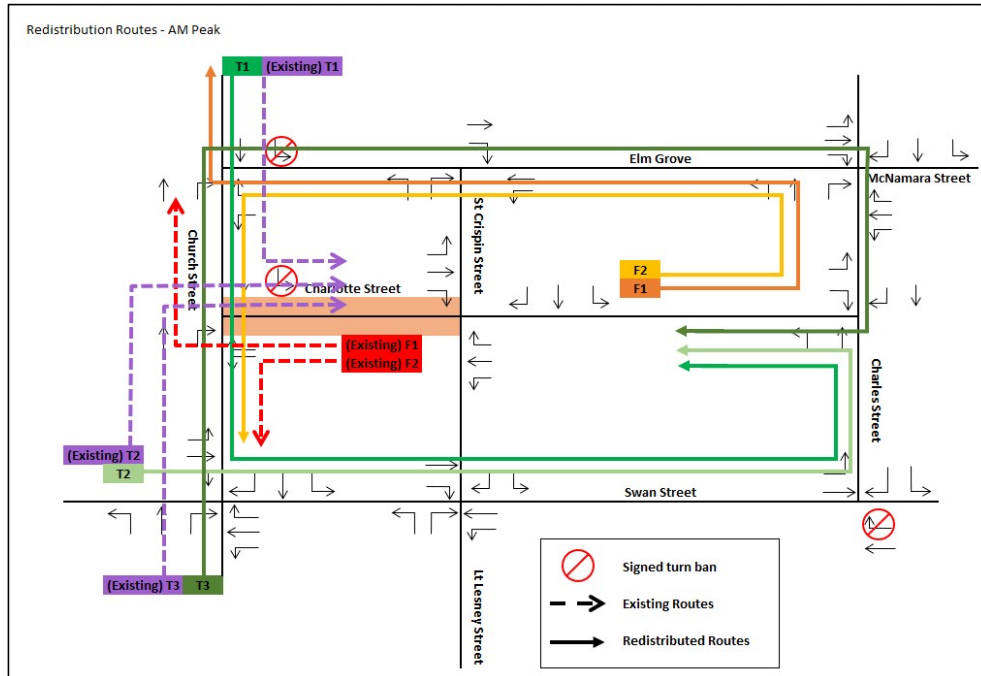 Redistribution Routes - AM Peak
T1 (Existing) T1
Elm Grove
McNamara Street
Church Street
St Crispin Street
F2
F1
Charlotte Street
(Existing) F1
(Existing) F2
Charles Street
(Existing) T2
T2
Swan Street
(Existing) T3 T3
Lt Lesney Street
Signed turn ban
Existing Routes
Redistributed Routes